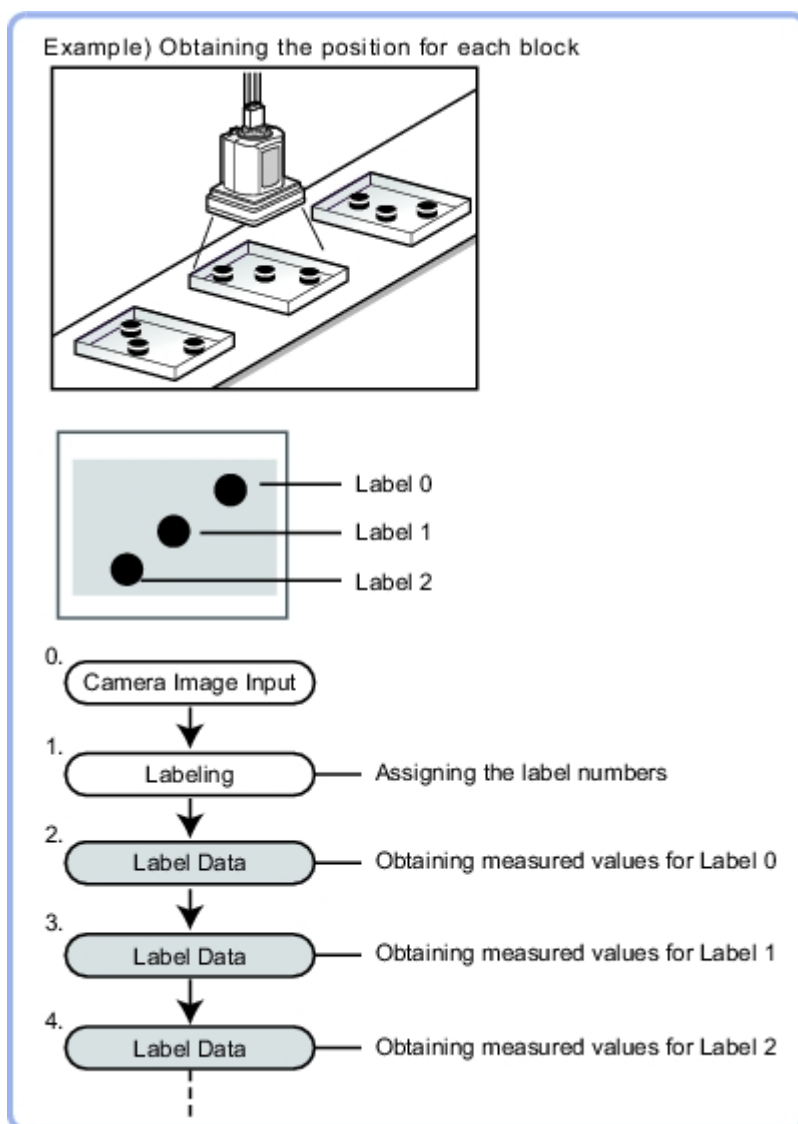 Example) Obtaining the position for each block
Label 0
Label 1
Label 2
0.
Camera Image Input
1.
Labeling
Assigning the label numbers
2.
Label Data
Obtaining measured values for Label 0
3.
Label Data
Obtaining measured values for Label 1
4.
Label Data
Obtaining measured values for Label 2